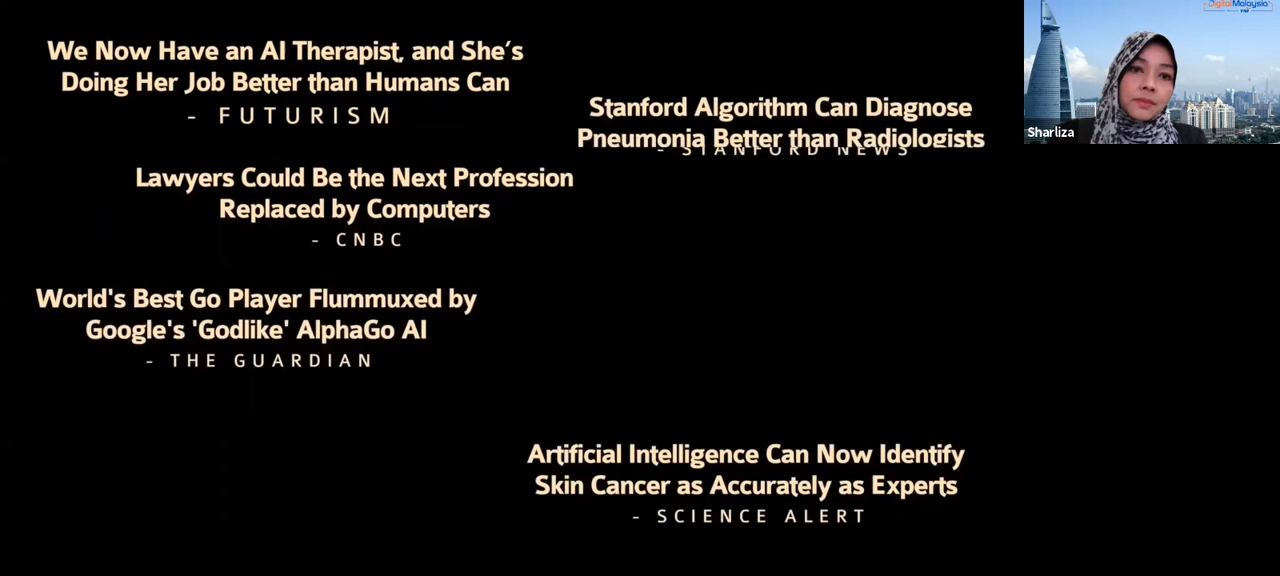 We Now Have an AI Therapist, and She's
Doing Her Job Better than Humans Can
- FUTURISM
Stanford Algorithm Can Diagnose
Pneumonia Better than Radiologists
- STANFORD NEWS
Lawyers Could Be the Next Profession
Replaced by Computers
- CNBC
World's Best Go Player Flummuxed by
Google's 'Godlike' AlphaGo AI
- THE GUARDIAN
Artificial Intelligence Can Now Identify
Skin Cancer as Accurately as Experts
- SCIENCE ALERT
DigitalMalaysia
Sharliza